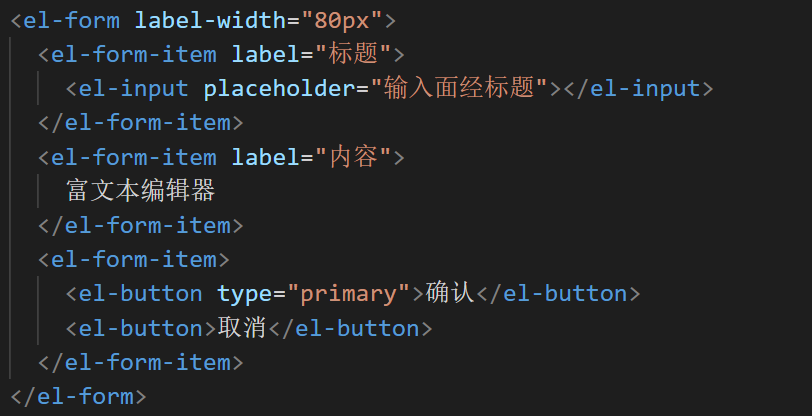 <el-form label-width="80px">
  <el-form-item label="标题">
    <el-input placeholder="输入面经标题"></el-input>
  </el-form-item>
  <el-form-item label="内容">
    富文本编辑器
  </el-form-item>
  <el-form-item>
    <el-button type="primary">确认</el-button>
    <el-button>取消</el-button>
  </el-form-item>
</el-form>